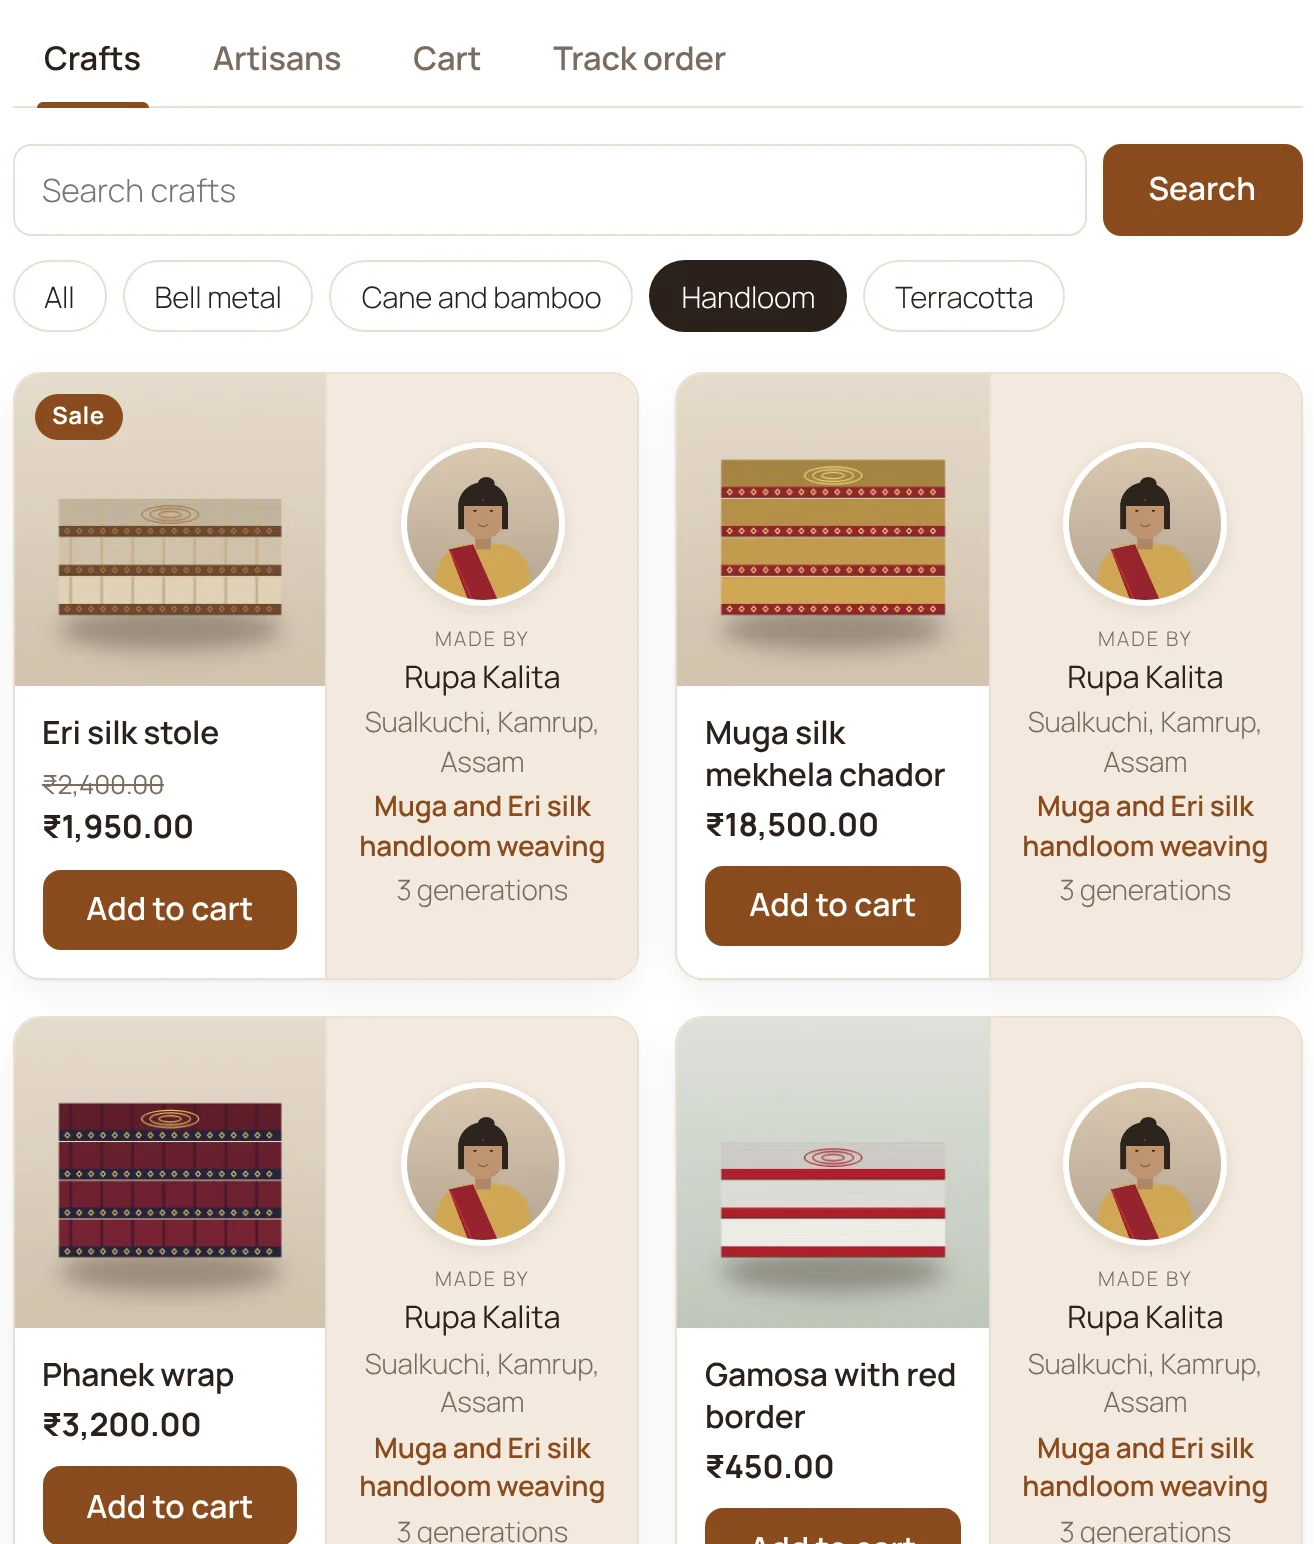 Crafts Artisans Cart Track order
Search crafts Search
All Bell metal Cane and bamboo Handloom Terracotta
Sale
Eri silk stole
₹2,400.00
₹1,950.00
Add to cart
MADE BY
Rupa Kalita
Sualkuchi, Kamrup,
Assam
Muga and Eri silk
handloom weaving
3 generations
Muga silk
mekhela chador
₹18,500.00
Add to cart
MADE BY
Rupa Kalita
Sualkuchi, Kamrup,
Assam
Muga and Eri silk
handloom weaving
3 generations
Phanek wrap
₹3,200.00
Add to cart
MADE BY
Rupa Kalita
Sualkuchi, Kamrup,
Assam
Muga and Eri silk
handloom weaving
3 generations
Gamosa with red
border
₹450.00
Add to cart
MADE BY
Rupa Kalita
Sualkuchi, Kamrup,
Assam
Muga and Eri silk
handloom weaving
3 generations